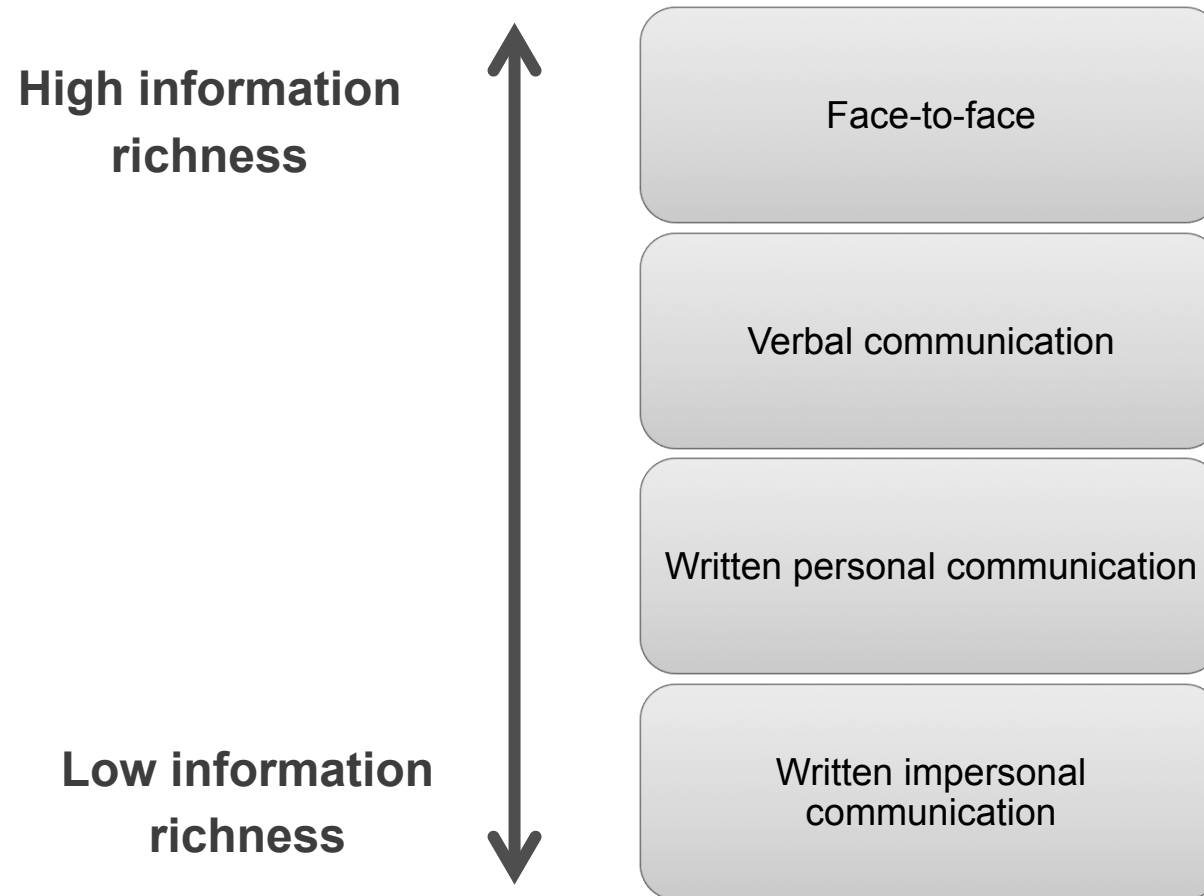 High information
richness
Face-to-face
Verbal communication
Written personal communication
Low information
richness
Written impersonal
communication